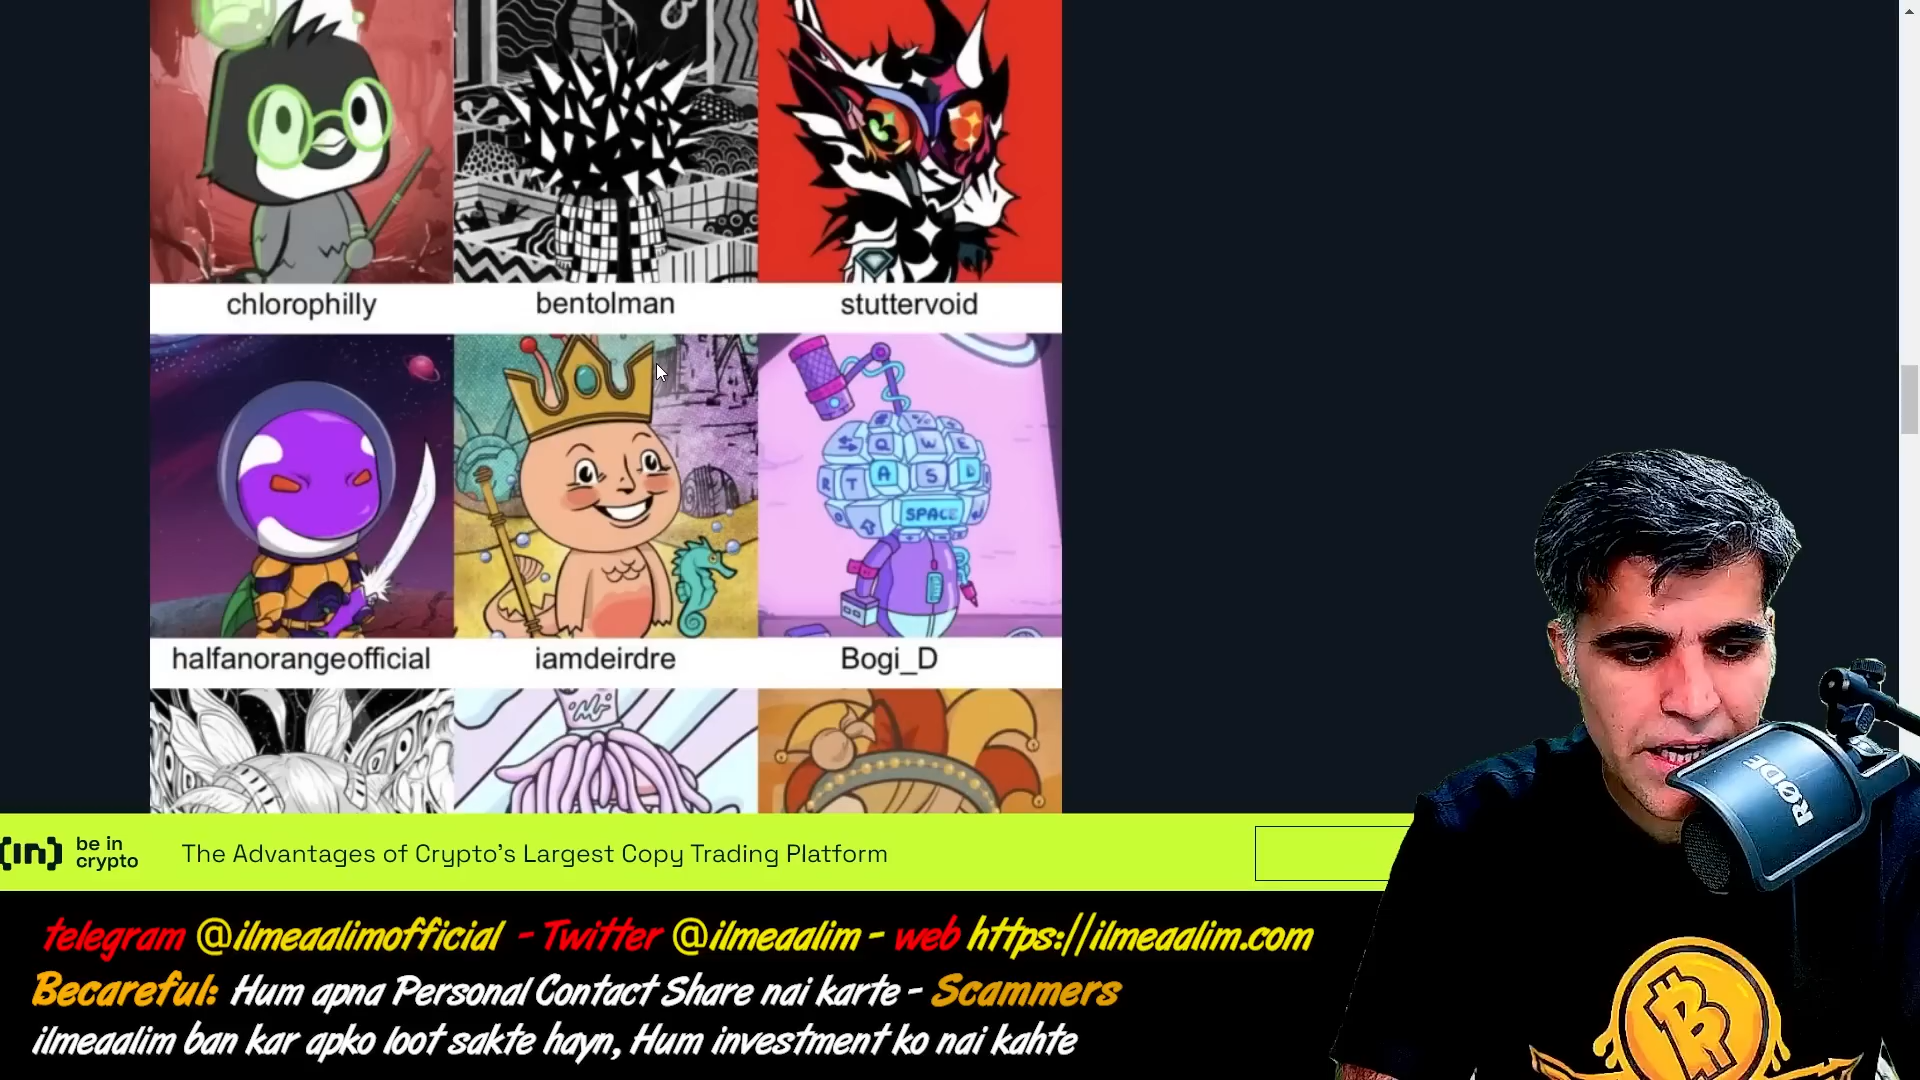 chlorophilly
bentolman
stuttervoid
Q W E
R T A S D
SPACE
halfanorangeofficial
iamdeirdre
Bogi_D
RØDE
(in) be in crypto
The Advantages of Crypto's Largest Copy Trading Platform
telegram @ilmeaalimofficial - Twitter @ilmeaalim - web https://ilmeaalim.com
Becareful: Hum apna Personal Contact Share nai karte - Scammers
ilmeaalim ban kar apko loot sakte hayn, Hum investment ko nai kahte